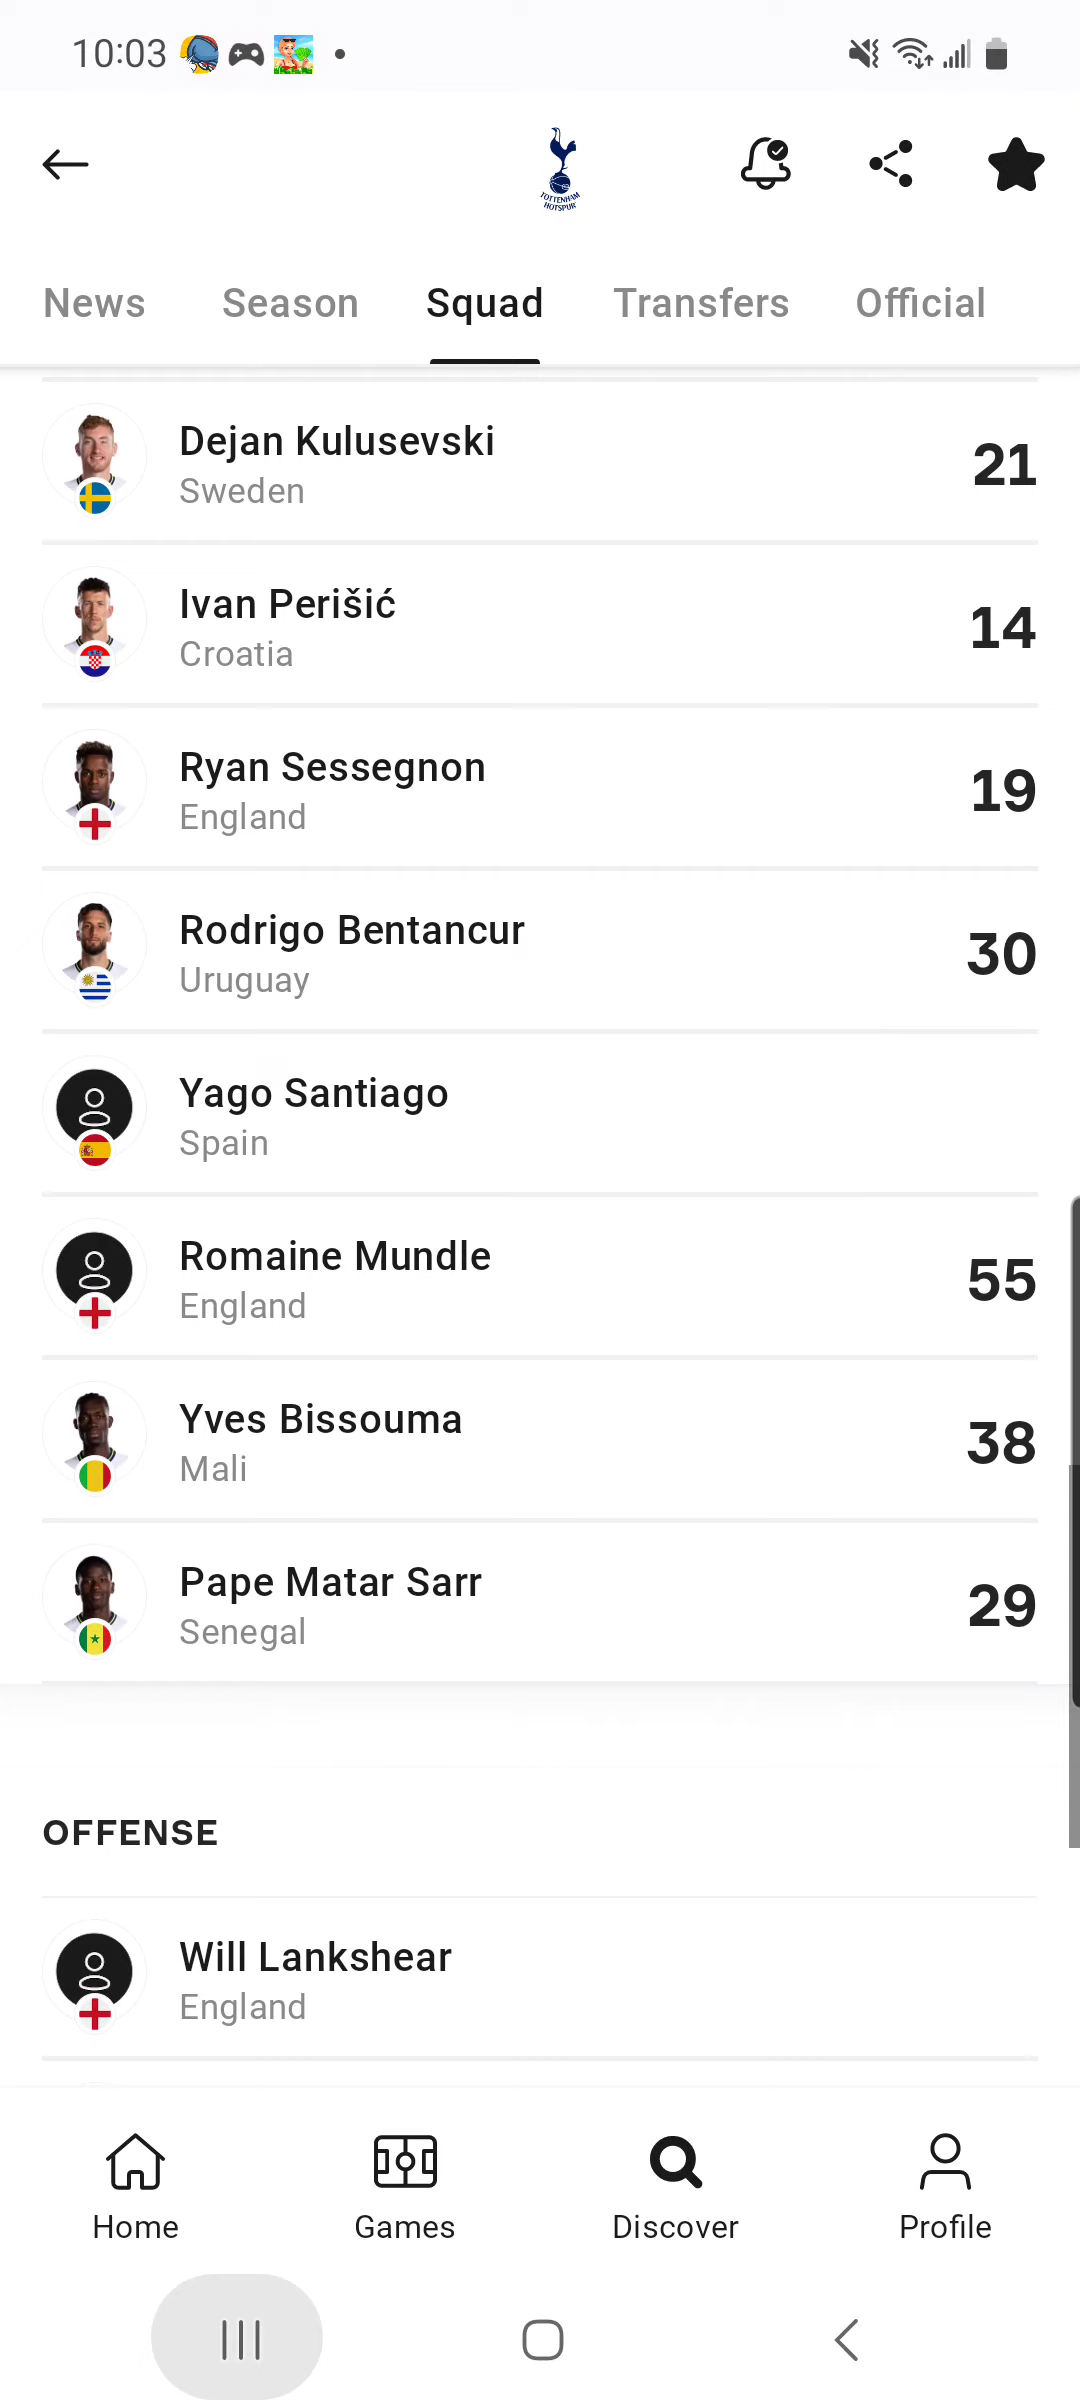 10:03
TOTTENHAM
HOTSPUR
News Season Squad Transfers Official
Dejan Kulusevski
Sweden
21
Ivan Perišić
Croatia
14
Ryan Sessegnon
England
19
Rodrigo Bentancur
Uruguay
30
Yago Santiago
Spain
Romaine Mundle
England
55
Yves Bissouma
Mali
38
Pape Matar Sarr
Senegal
29
OFFENSE
Will Lankshear
England
Home Games Discover Profile